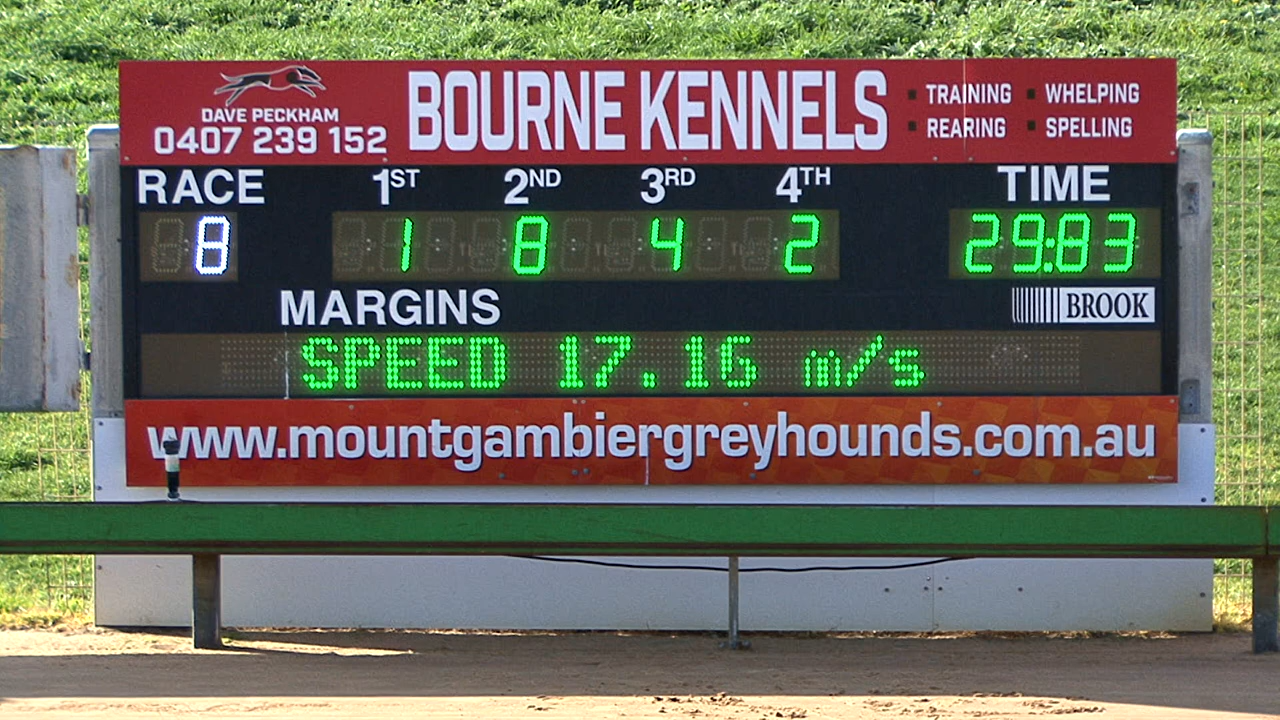 DAVE PECKHAM
0407 239 152
BOURNE KENNELS
TRAINING WHELPING
REARING SPELLING
RACE 1ST 2ND 3RD 4TH TIME
8 1 8 4 2 29:83
MARGINS
BROOK
SPEED 17.16 m/s
www.mountgambiergreyhounds.com.au